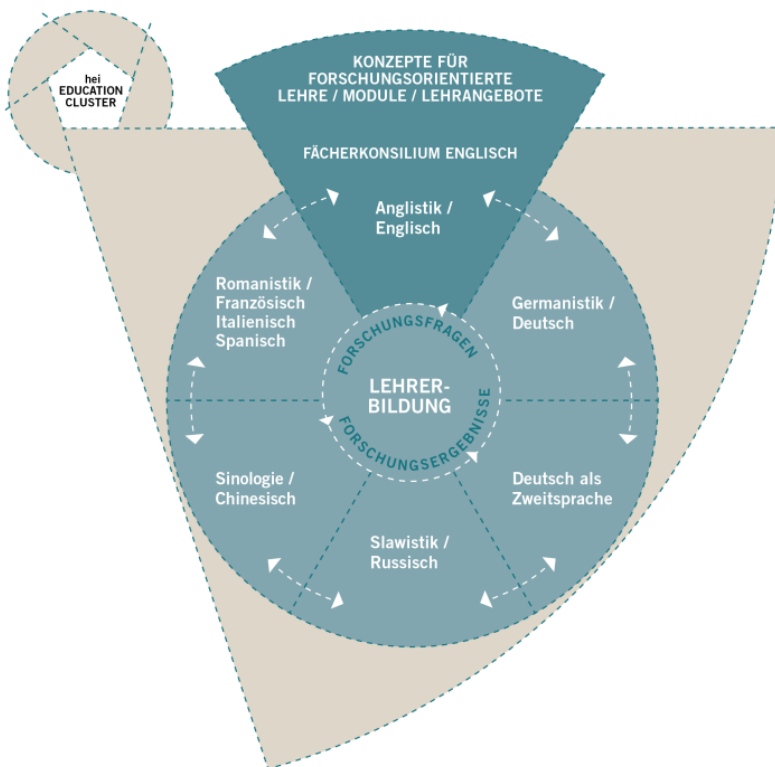 hei
EDUCATION
CLUSTER
KONZEPTE FÜR
FORSCHUNGSORIENTIERTE
LEHRE / MODULE / LEHRANGEBOTE
FÄCHERKONSILIUM ENGLISCH
Anglistik /
Englisch
Romanistik /
Französisch
Italienisch
Spanisch
Germanistik /
Deutsch
FORSCHUNGSFRAGEN
LEHRER-
BILDUNG
FORSCHUNGSERGEBNISSE
Sinologie /
Chinesisch
Deutsch als
Zweitsprache
Slawistik /
Russisch